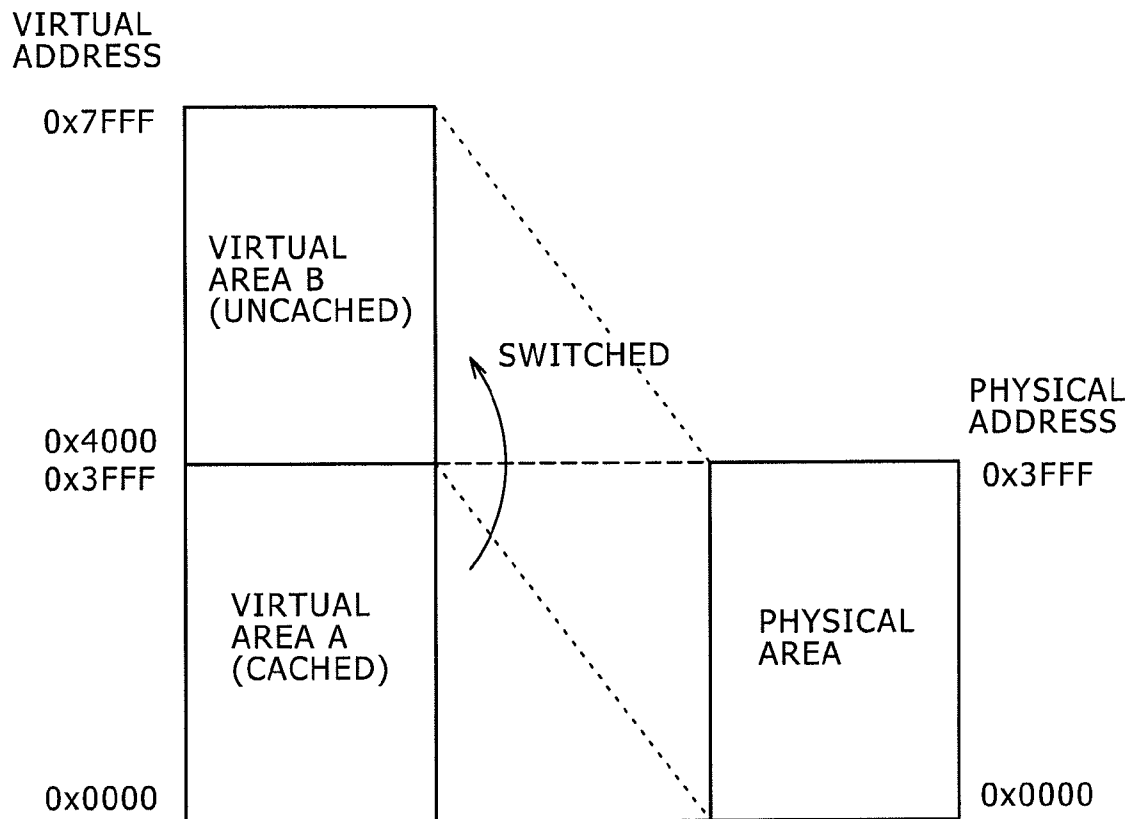 VIRTUAL
ADDRESS
0x7FFF
VIRTUAL
AREA B
(UNCACHED)
SWITCHED
PHYSICAL
ADDRESS
0x4000
0x3FFF
0x3FFF
VIRTUAL
AREA A
(CACHED)
PHYSICAL
AREA
0x0000
0x0000